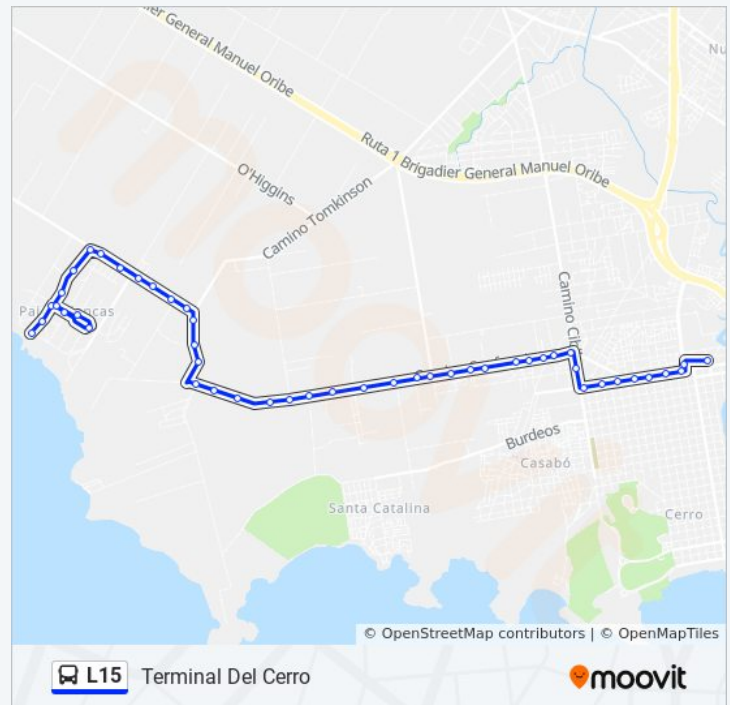 Brigadier General Manuel Oribe
Nu
Ruta 1 Brigadier General Manuel Oribe
O'Higgins
Camino Tomkinson
Camino Cib
Burdeos
Casabó
Santa Catalina
Cerro
© OpenStreetMap contributors | © OpenMapTiles
L15 Terminal Del Cerro
moovit